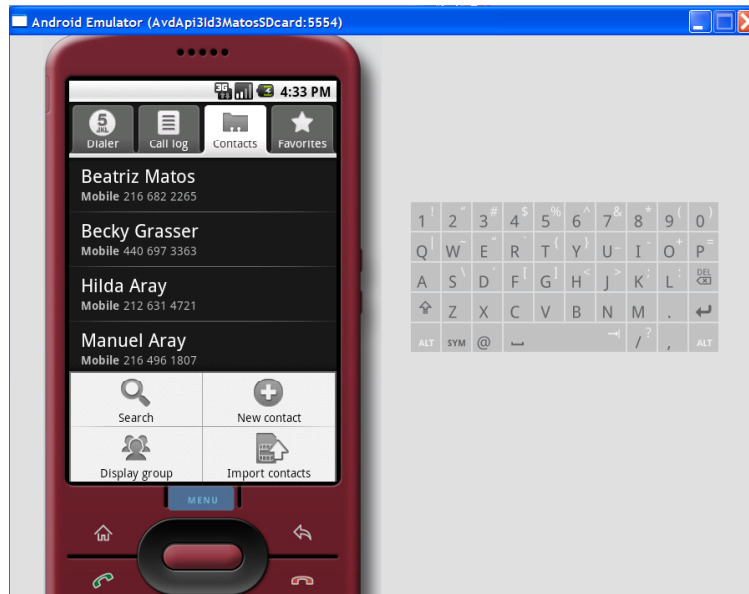 Android Emulator (AvdApi3Id3MatosSDcard:5554)
3G 4:33 PM
5 JKL
Dialer Call log Contacts Favorites
Beatriz Matos
Mobile 216 682 2265
Becky Grasser
Mobile 440 697 3363
Hilda Aray
Mobile 212 631 4721
Manuel Aray
Mobile 216 496 1807
Search New contact
Display group Import contacts
MENU
1 ! 2 " 3 # 4 $ 5 % 6 ^ 7 & 8 * 9 ( 0 )
Q W ~ E R T { Y } U I O + P =
A S \ D F [ G ] H < J > K ; L : DEL
Z X C V B N M .
ALT SYM @ / ? , ALT